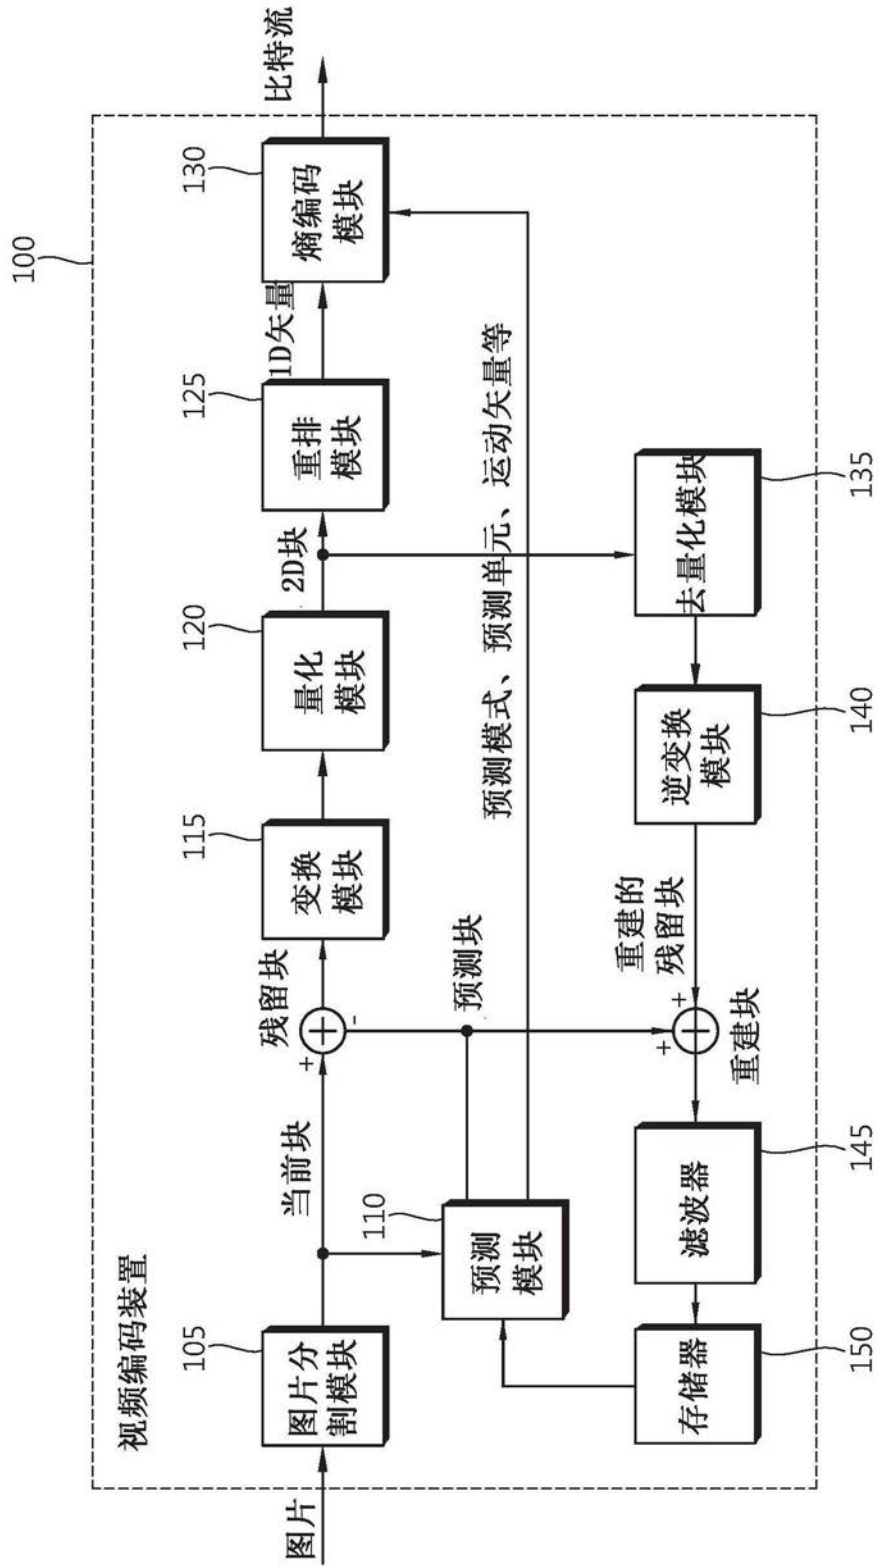 100
视频编码装置
105
115
120
125
130
图片
图片分
割模块
当前块
+
残留块
-
变换
模块
量化
模块
2D块
重排
模块
1D矢量
熵编码
模块
比特流
110
预测
模块
预测块
预测模式、预测单元、运动矢量等
存储器
滤波器
重建块
+
+
重建的
残留块
逆变换
模块
去量化模块
150
145
140
135